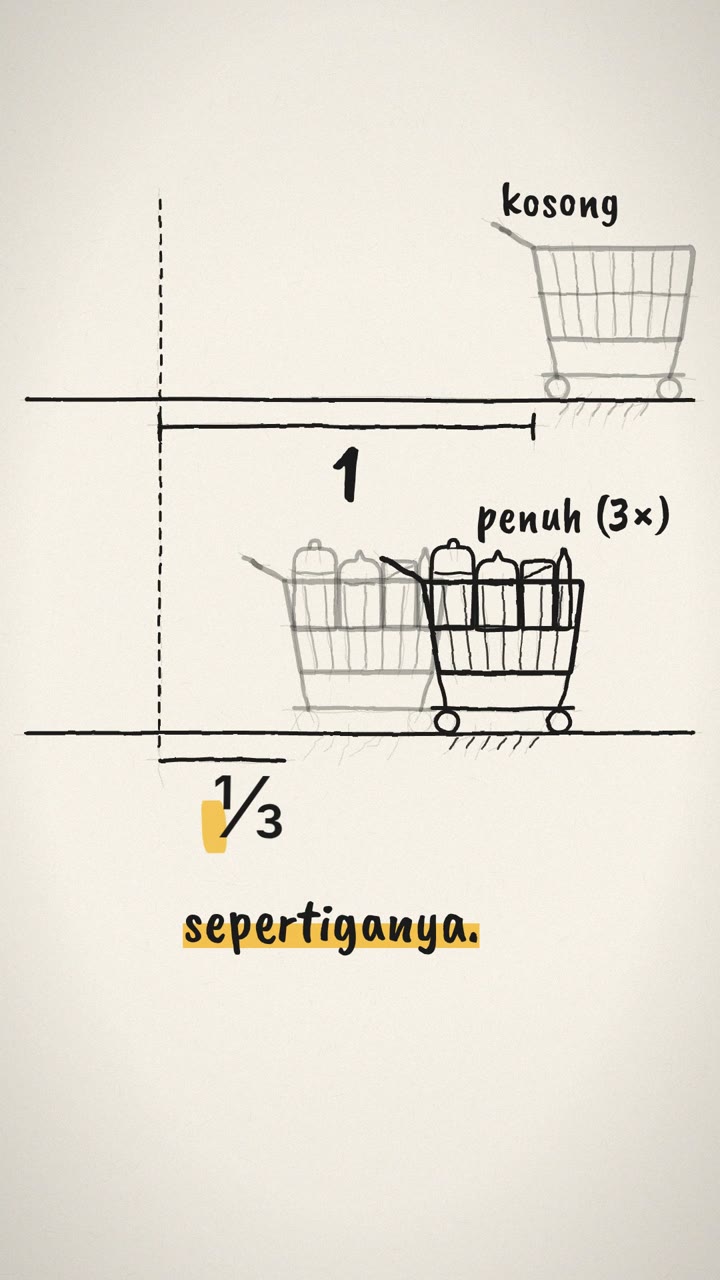 kosong
1
penuh (3×)
⅓
sepertiganya.